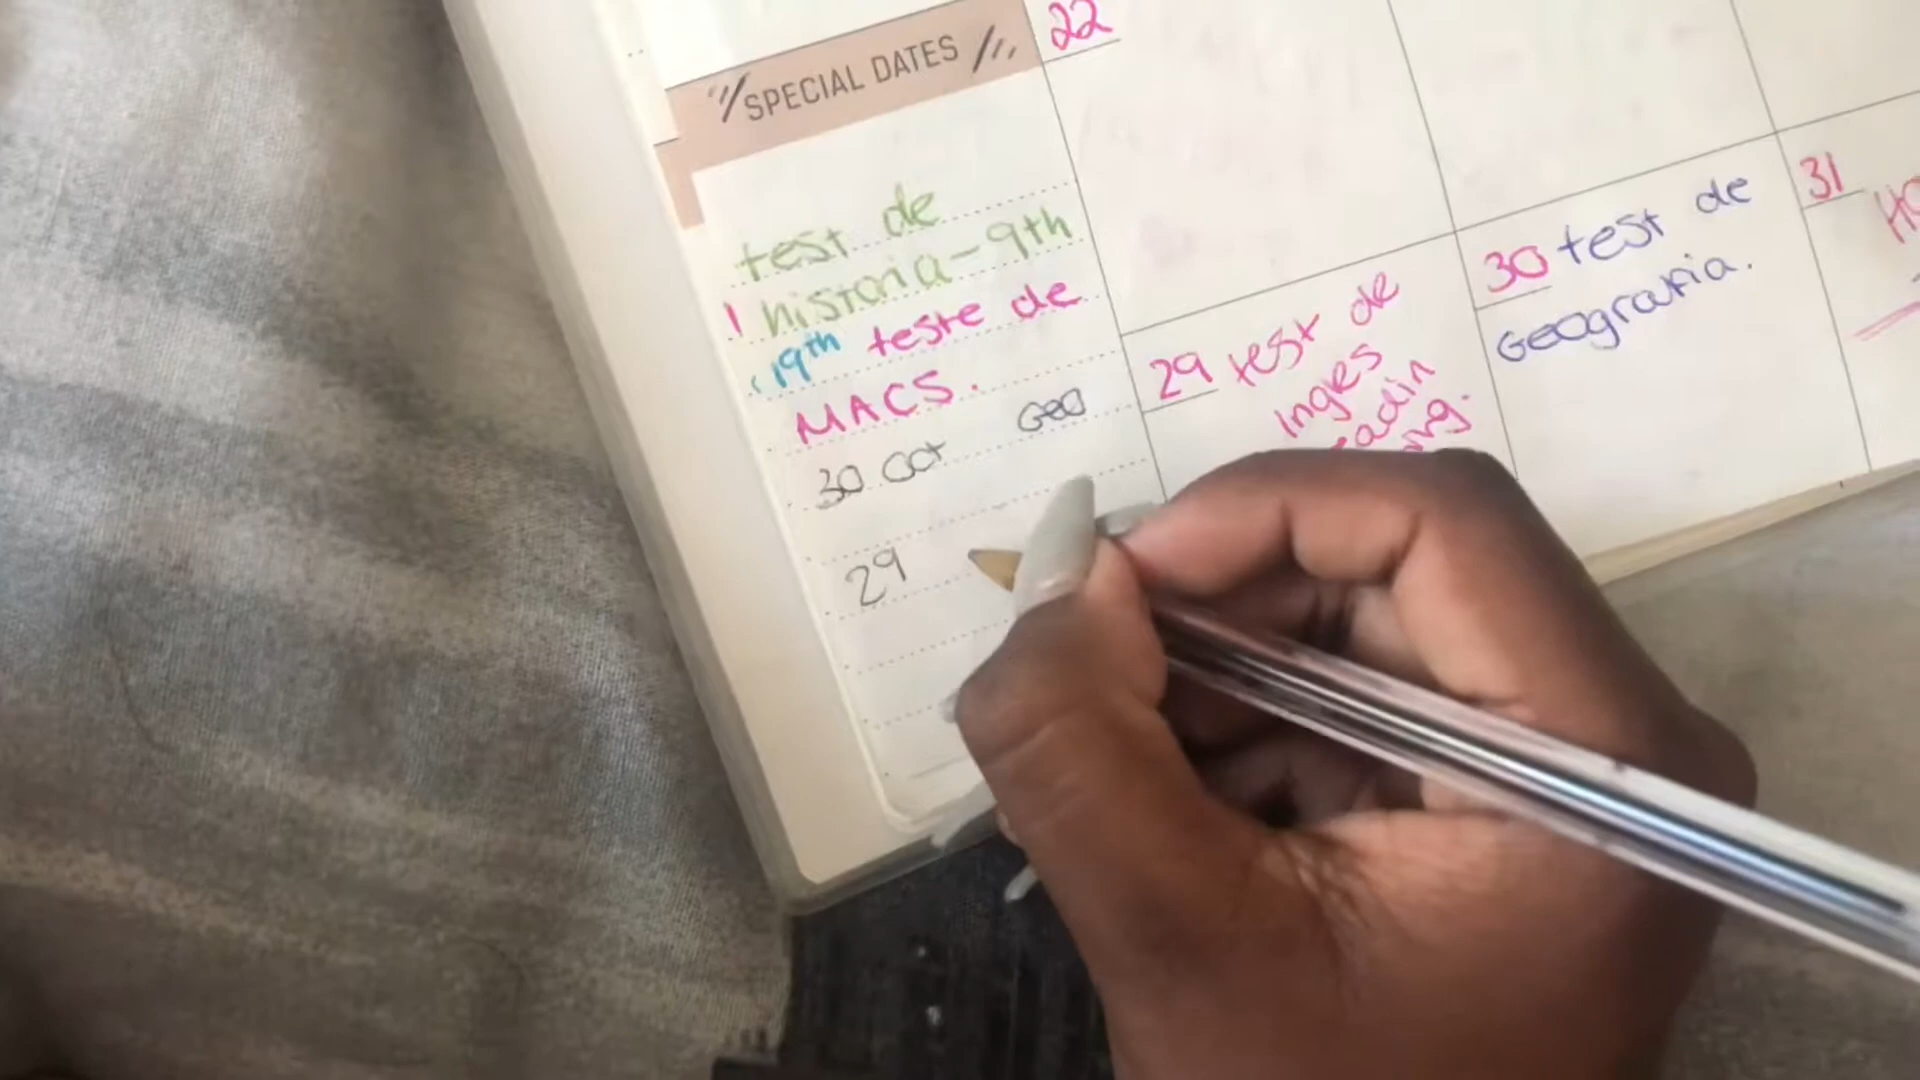 SPECIAL DATES
test de
historia - 9th
19th teste de
MACS.
30 Oct Geo
29
22
29 test de
Ingles
30 test de
Geografia.
31